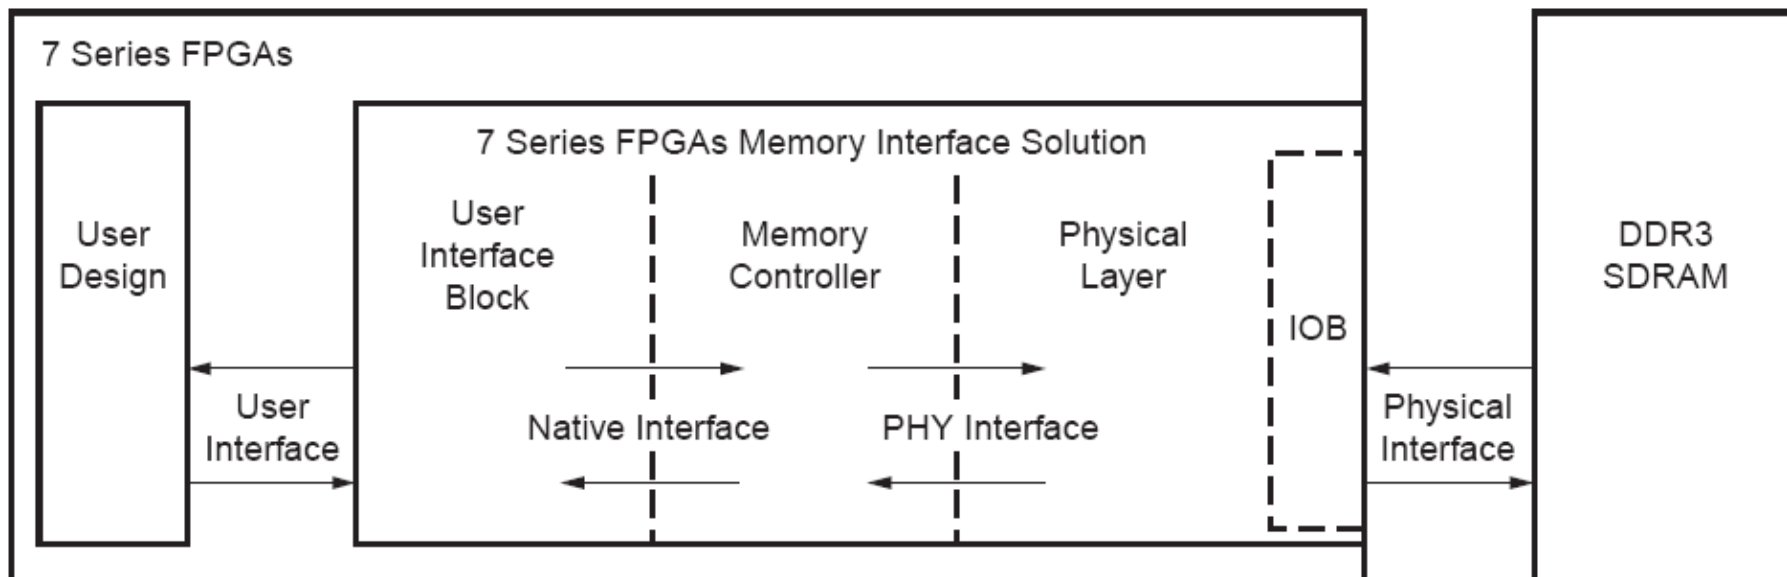 7 Series FPGAs
7 Series FPGAs Memory Interface Solution
User
Design
User
Interface
User
Interface
Block
Native Interface
Memory
Controller
PHY Interface
Physical
Layer
IOB
Physical
Interface
DDR3
SDRAM